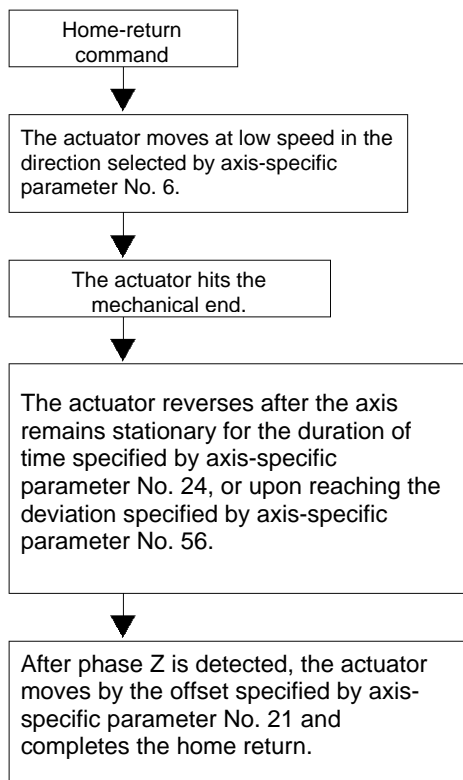 Home-return
command
The actuator moves at low speed in the
direction selected by axis-specific
parameter No. 6.
The actuator hits the
mechanical end.
The actuator reverses after the axis
remains stationary for the duration of
time specified by axis-specific
parameter No. 24, or upon reaching the
deviation specified by axis-specific
parameter No. 56.
After phase Z is detected, the actuator
moves by the offset specified by axis-
specific parameter No. 21 and
completes the home return.